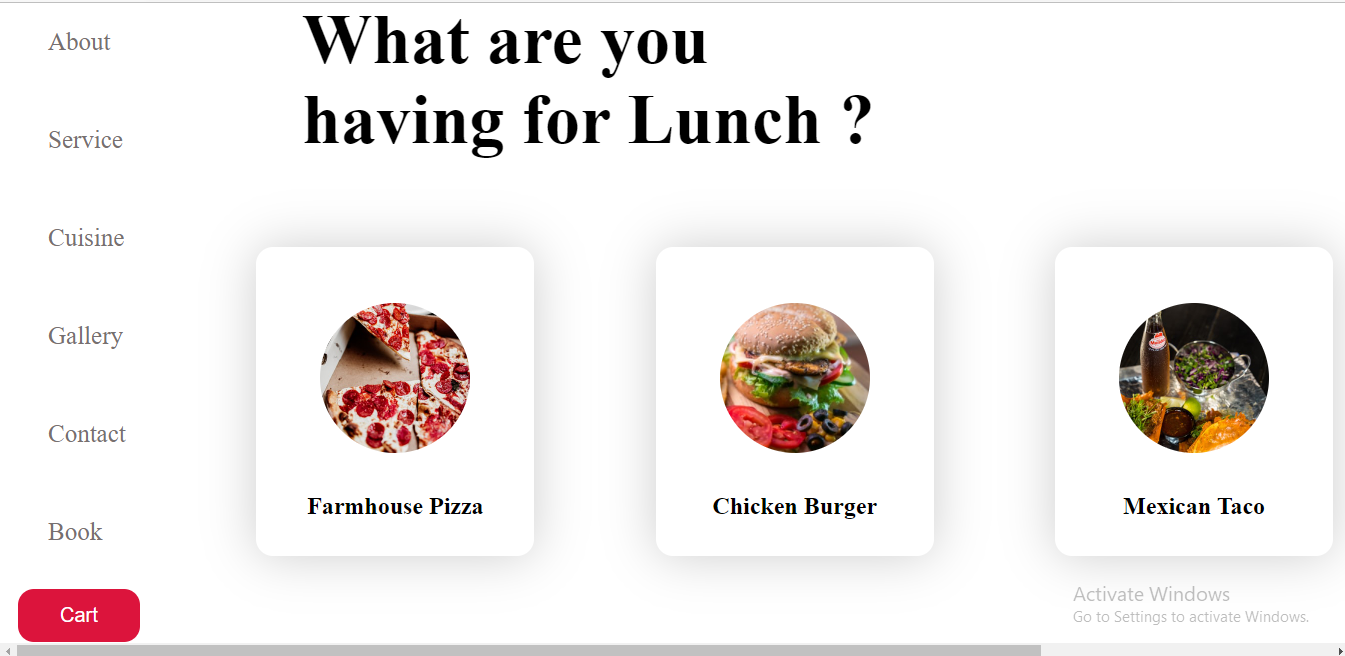 About
Service
Cuisine
Gallery
Contact
Book
Cart
What are you
having for Lunch ?
Farmhouse Pizza
Chicken Burger
Mexican Taco
Activate Windows
Go to Settings to activate Windows.